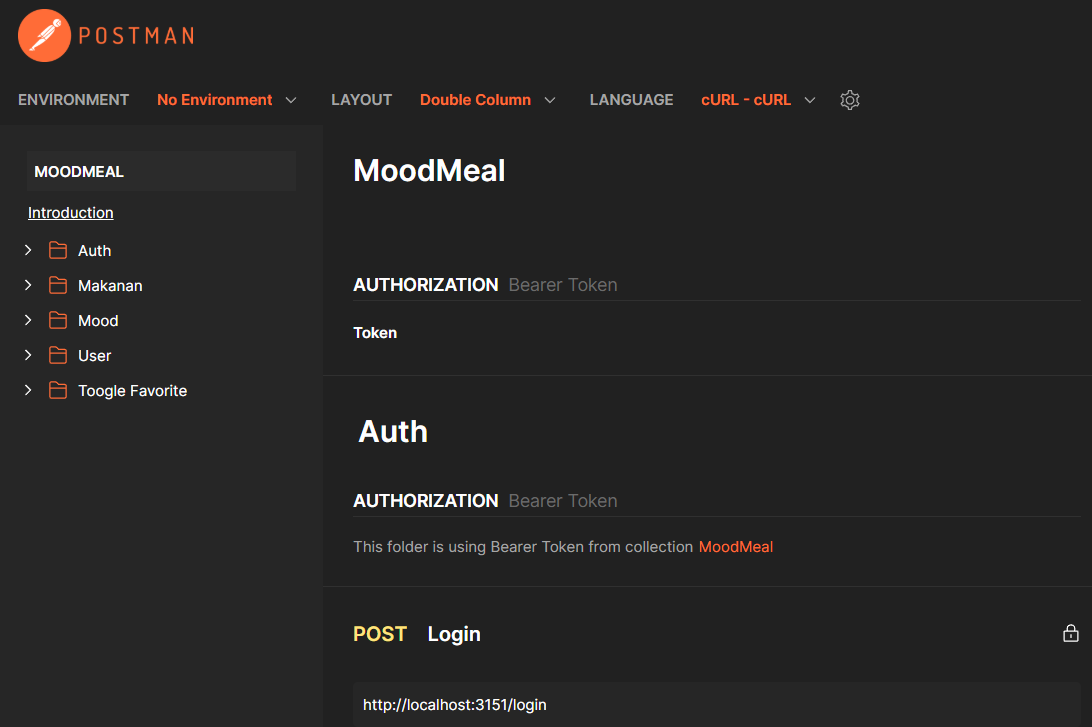 POSTMAN
ENVIRONMENT No Environment LAYOUT Double Column LANGUAGE cURL - cURL
MOODMEAL
Introduction
Auth
Makanan
Mood
User
Toogle Favorite
MoodMeal
AUTHORIZATION Bearer Token
Token
Auth
AUTHORIZATION Bearer Token
This folder is using Bearer Token from collection MoodMeal
POST Login
http://localhost:3151/login